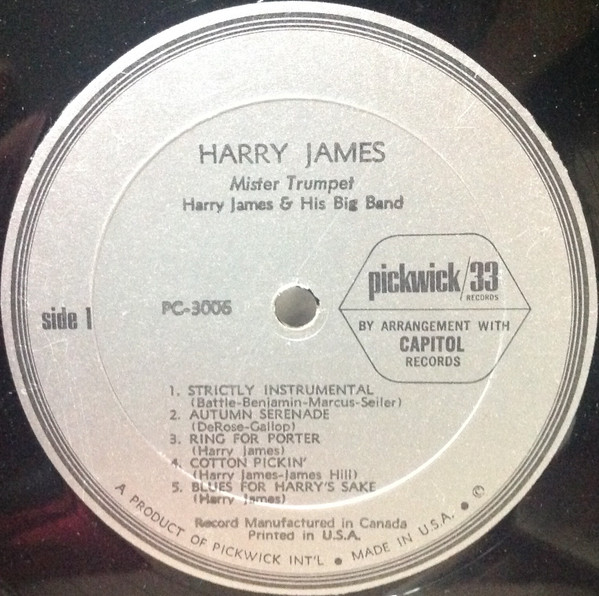 HARRY JAMES
Mister Trumpet
Harry James & His Big Band
pickwick/33
RECORDS
BY ARRANGEMENT WITH
CAPITOL
RECORDS
side 1
PC-3006
1. STRICTLY INSTRUMENTAL
(Battle-Benjamin-Marcus-Seiler)
2. AUTUMN SERENADE
(DeRose-Gallop)
3. RING FOR PORTER
(Harry James)
4. COTTON PICKIN'
(Harry James-James Hill)
5. BLUES FOR HARRY'S SAKE
(Harry James)
Record Manufactured in Canada
Printed in U.S.A.
A PRODUCT OF PICKWICK INT'L ● MADE IN U.S.A. ● ©